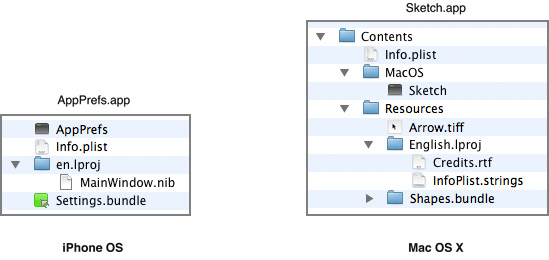 AppPrefs.app
AppPrefs
Info.plist
en.lproj
MainWindow.nib
Settings.bundle
iPhone OS
Sketch.app
Contents
Info.plist
MacOS
Sketch
Resources
Arrow.tiff
English.lproj
Credits.rtf
InfoPlist.strings
Shapes.bundle
Mac OS X